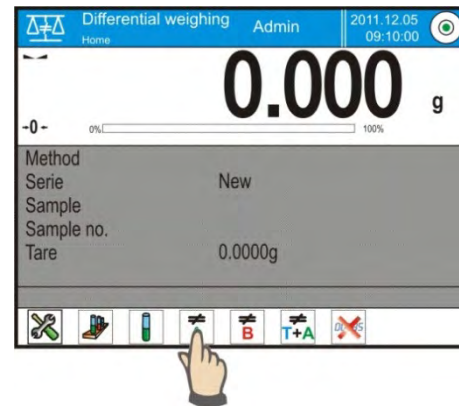 Differential weighing Admin 2011.12.05
Home 09:10:00
0.000 g
-0- 0% 100%
Method
Serie New
Sample
Sample no.
Tare 0.0000g
≠ ≠ B ≠ T+A